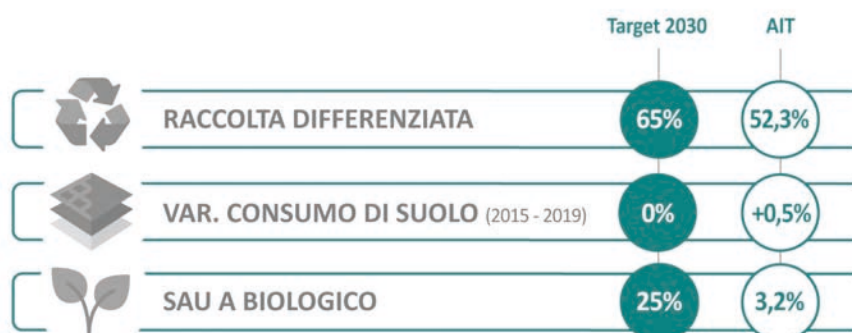 Target 2030 AIT
RACCOLTA DIFFERENZIATA 65% 52,3%
VAR. CONSUMO DI SUOLO (2015 - 2019) 0% +0,5%
SAU A BIOLOGICO 25% 3,2%